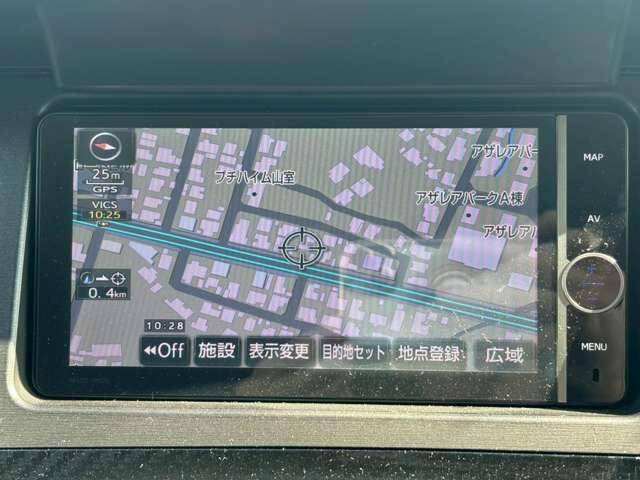 アザレアパー
25m
GPS
プチハイム山室
アザレアパークA棟
VICS
10:25
アザレアパ
0.4km
10:28
◀◀Off
施設
表示変更
目的地セット
地点登録
広域
MAP
AV
MENU